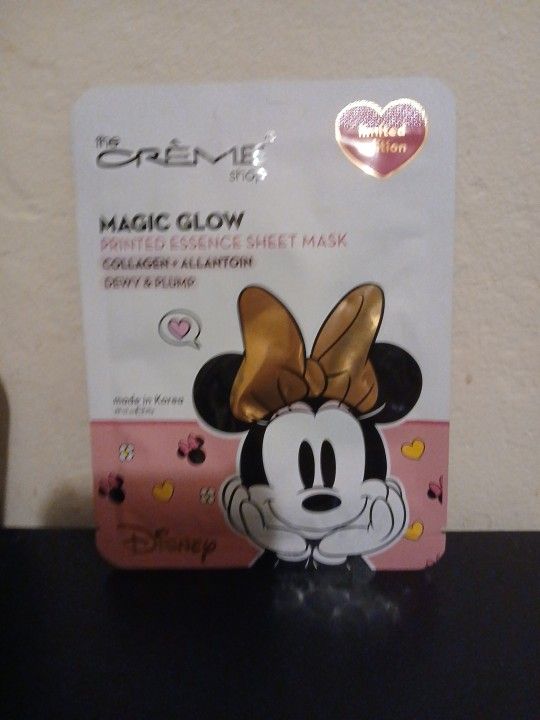 the
CRÈME
shop
limited
edition
MAGIC GLOW
PRINTED ESSENCE SHEET MASK
COLLAGEN + ALLANTOIN
DEWY & PLUMP
made in Korea
Disney